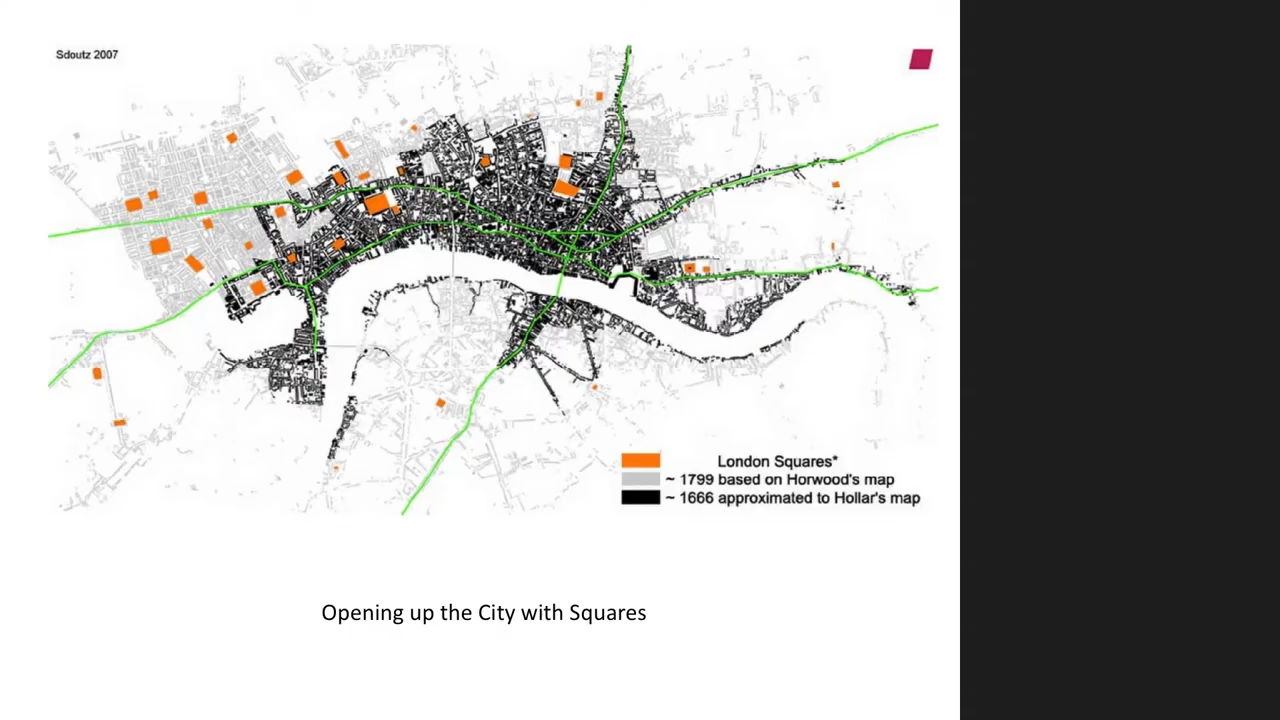 Sdoutz 2007
London Squares*
~ 1799 based on Horwood's map
~ 1666 approximated to Hollar's map
Opening up the City with Squares